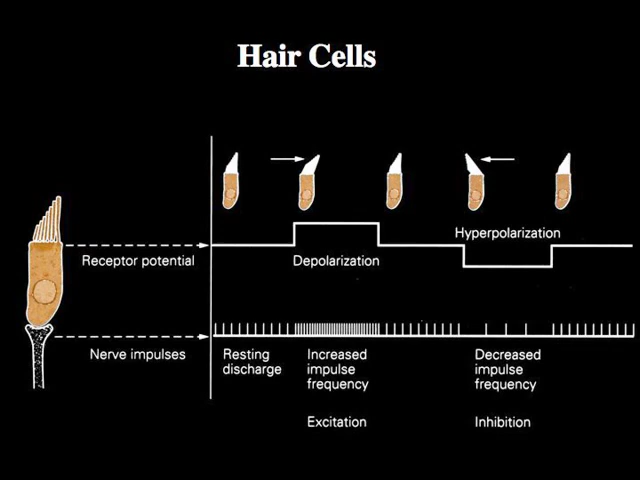 Hair Cells
Hyperpolarization
Receptor potential
Depolarization
Nerve impulses
Resting
discharge
Increased
impulse
frequency
Decreased
impulse
frequency
Excitation
Inhibition